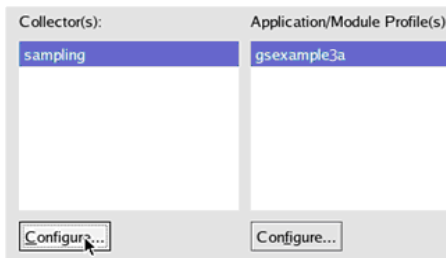 Collector(s):
Application/Module Profile(s)
sampling
gsexample3a
Configure...
Configure...